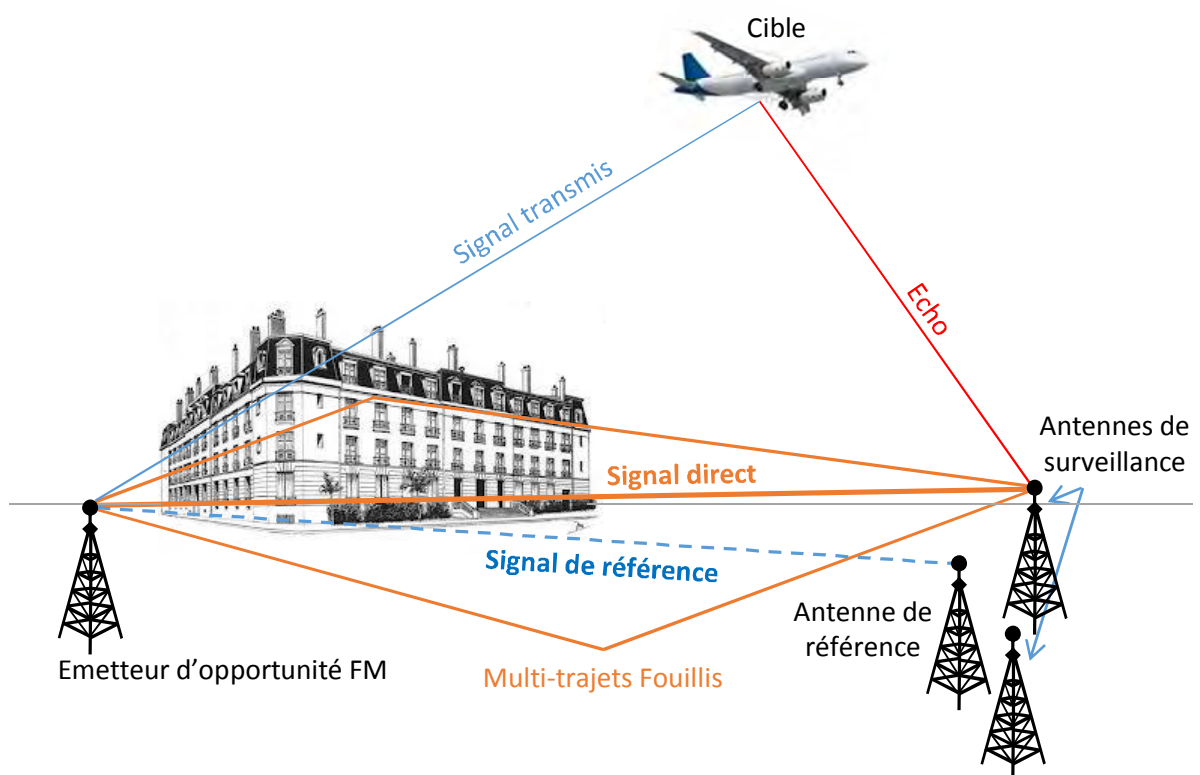 Cible
Signal transmis
Echo
Antennes de
surveillance
Signal direct
Signal de référence
Antenne de
référence
Emetteur d'opportunité FM
Multi-trajets Fouillis